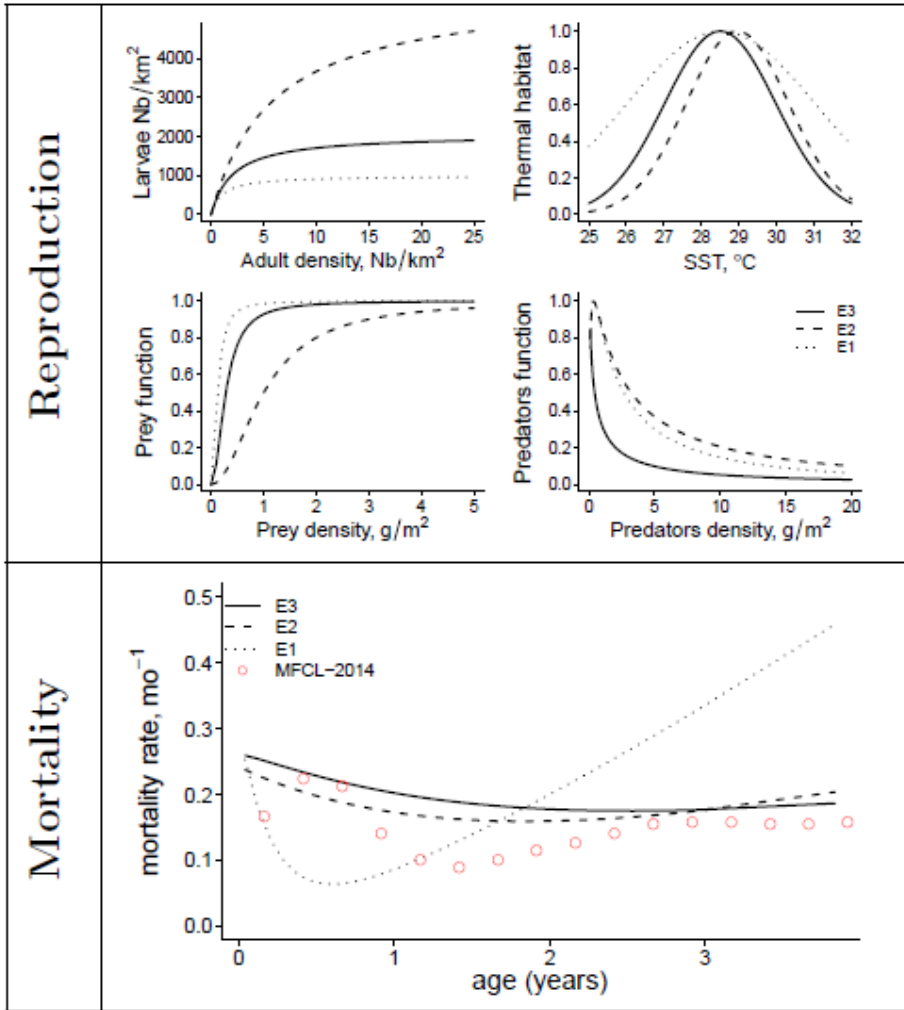 Reproduction
Larvae Nb/km²
4000
3000
2000
1000
0
0 5 10 15 20 25
Adult density, Nb/km²
Thermal habitat
1.0
0.8
0.6
0.4
0.2
0.0
25 26 27 28 29 30 31 32
SST, °C
Prey function
1.0
0.8
0.6
0.4
0.2
0.0
0 1 2 3 4 5
Prey density, g/m²
Predators function
1.0
0.8
0.6
0.4
0.2
0.0
E3
E2
E1
0 5 10 15 20
Predators density, g/m²
Mortality
mortality rate, mo⁻¹
0.5
0.4
0.3
0.2
0.1
0.0
E3
E2
E1
MFCL−2014
0 1 2 3
age (years)